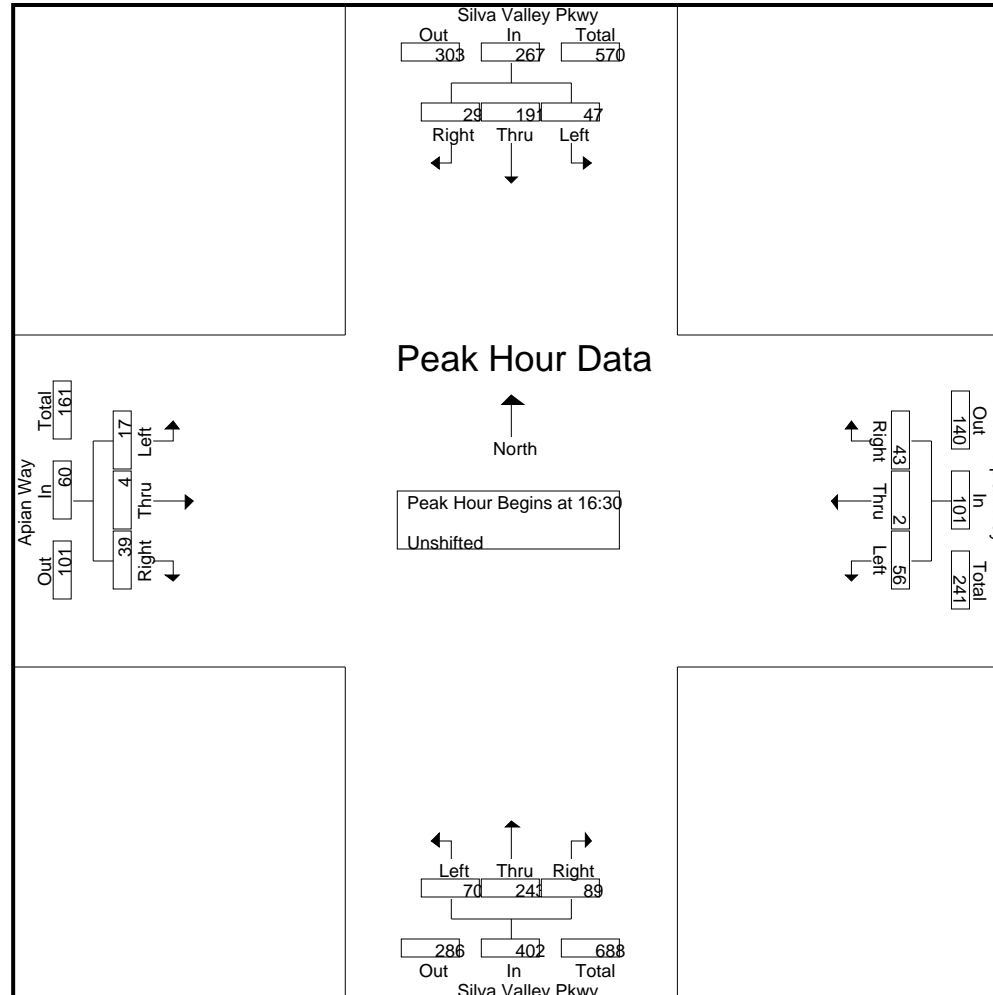 Silva Valley Pkwy
Out In Total
303 267 570
29 191 47
Right Thru Left
Peak Hour Data
North
Peak Hour Begins at 16:30
Unshifted
Apian Way
Total In Out
161 60 101
17 4 39
Left Thru Right
Right Thru Left
43 2 56
140 101 241
Out In Total
Left Thru Right
70 243 89
286 402 688
Out In Total
Silva Valley Pkwy